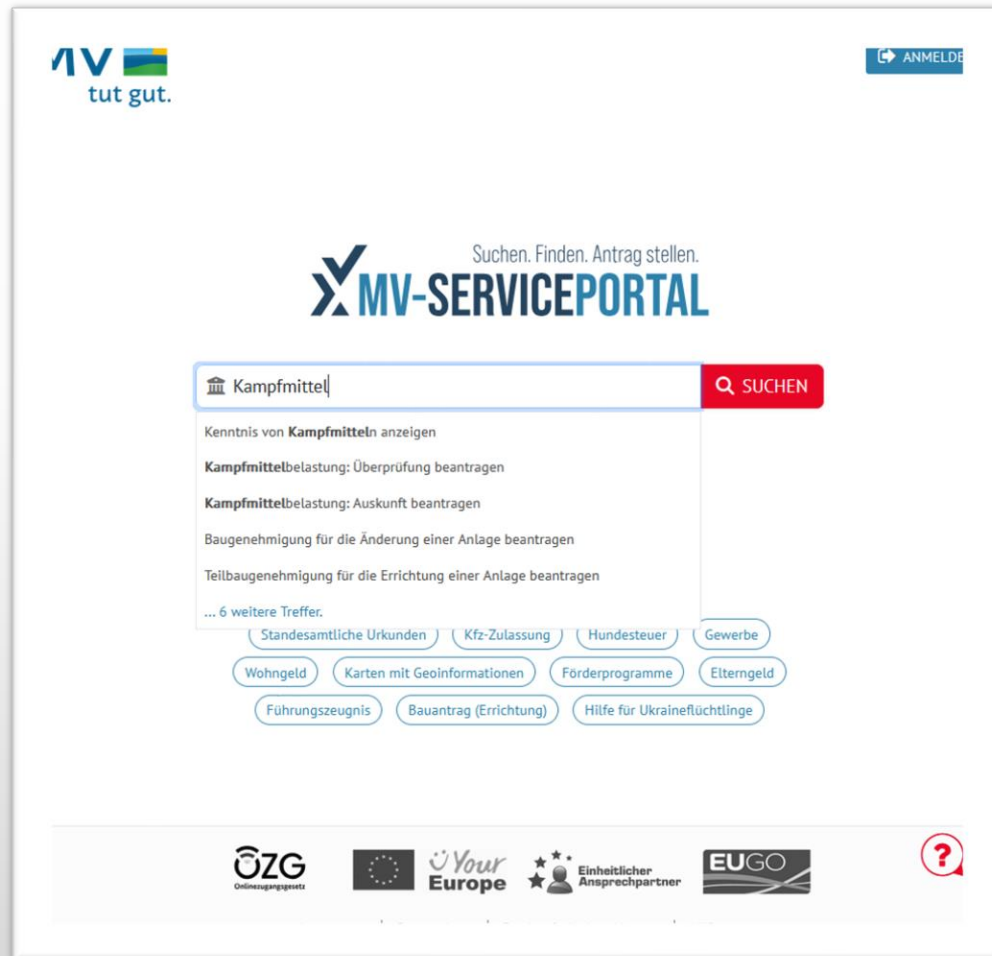 MV
ANMELDE
tut gut.
Suchen. Finden. Antrag stellen.
MV-SERVICEPORTAL
Kampfmittel
SUCHEN
Kenntnis von Kampfmitteln anzeigen
Kampfmittelbelastung: Überprüfung beantragen
Kampfmittelbelastung: Auskunft beantragen
Baugenehmigung für die Änderung einer Anlage beantragen
Teilbaugenehmigung für die Errichtung einer Anlage beantragen
... 6 weitere Treffer.
Standesamtliche Urkunden Kfz-Zulassung Hundesteuer Gewerbe
Wohngeld Karten mit Geoinformationen Förderprogramme Elterngeld
Führungszeugnis Bauantrag (Errichtung) Hilfe für Ukraineflüchtlinge
OZG
Onlinezugangsgesetz
Your
Europe
Einheitlicher
Ansprechpartner
EUGO
?